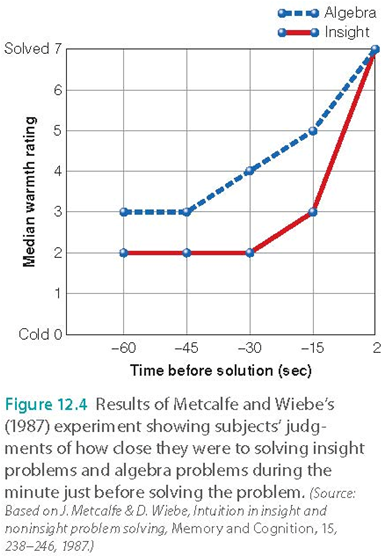 Algebra
Insight
Solved 7
6
5
4
3
2
1
Cold 0
Median warmth rating
–60 –45 –30 –15 2
Time before solution (sec)
Figure 12.4 Results of Metcalfe and Wiebe's
(1987) experiment showing subjects' judg-
ments of how close they were to solving insight
problems and algebra problems during the
minute just before solving the problem. (Source:
Based on J. Metcalfe & D. Wiebe, Intuition in insight and
noninsight problem solving, Memory and Cognition, 15,
238–246, 1987.)